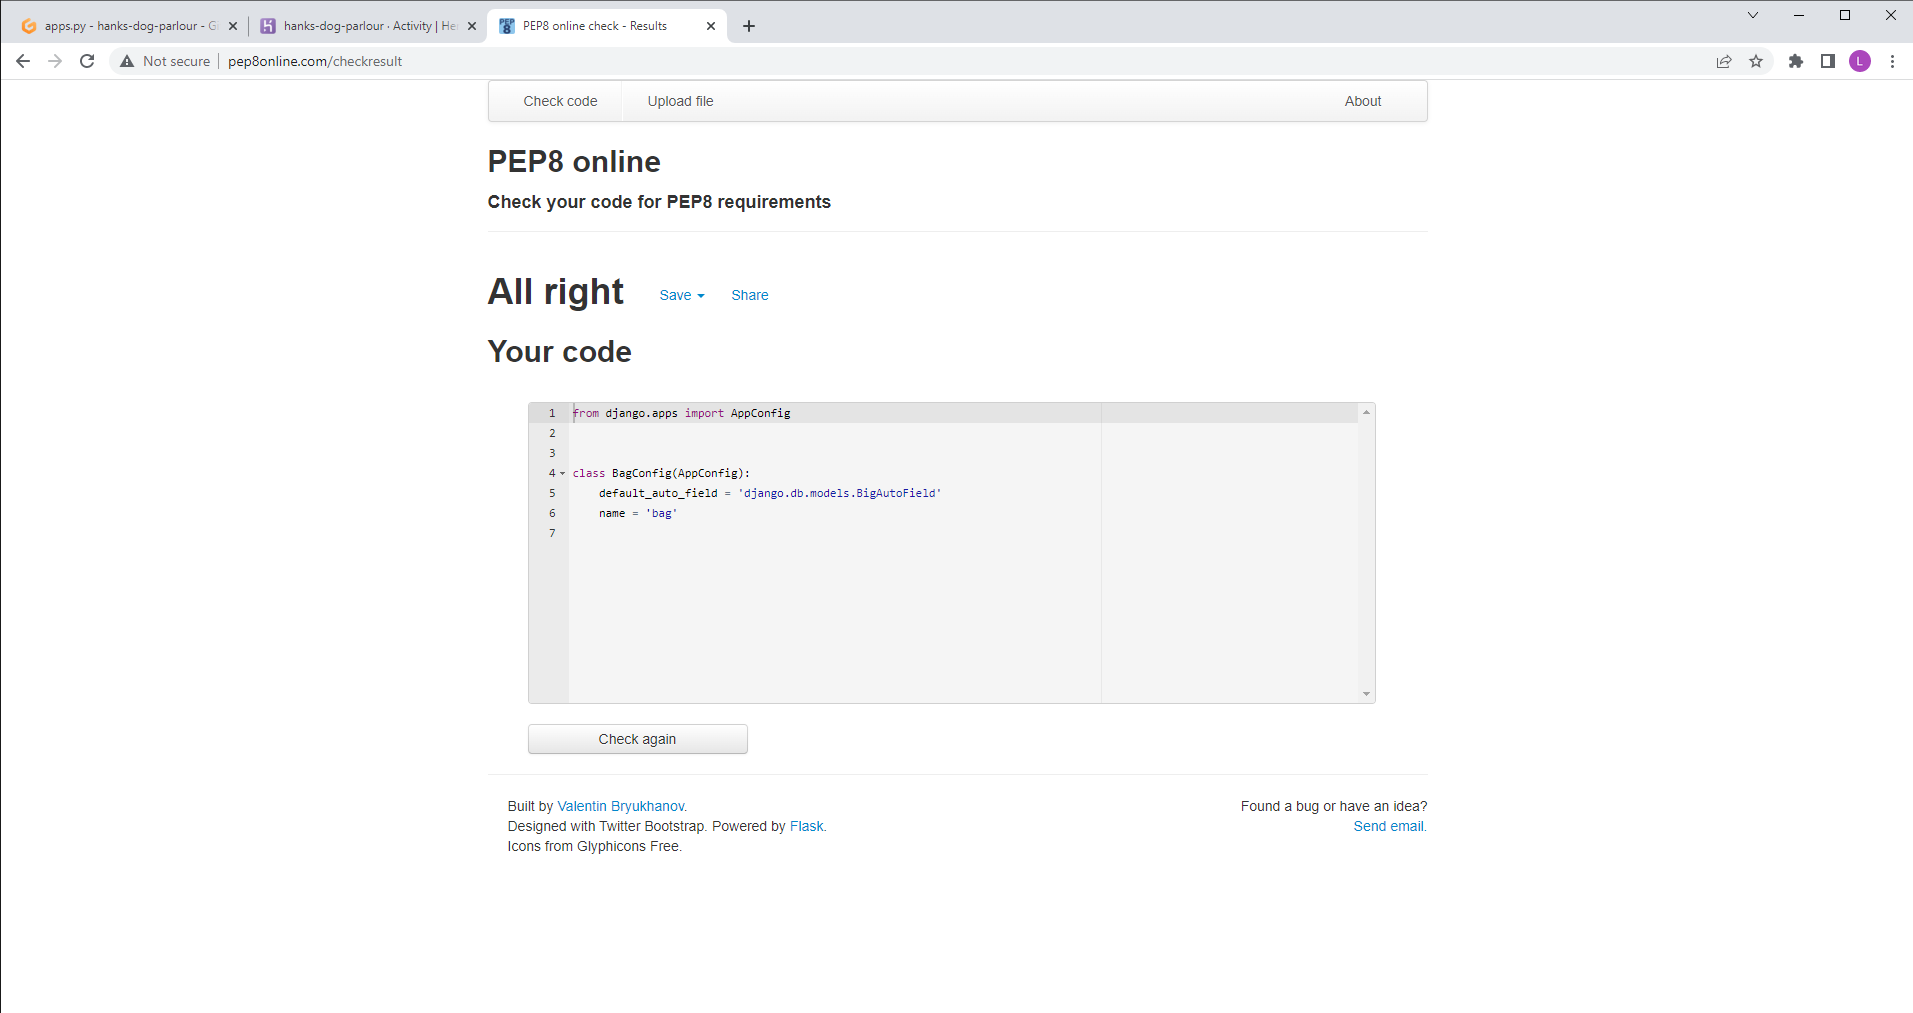 apps.py - hanks-dog-parlour - Gi
hanks-dog-parlour · Activity | He
PEP8 online check - Results
Not secure
pep8online.com/checkresult
L
Check code
Upload file
About
PEP8 online
Check your code for PEP8 requirements
All right
Save
Share
Your code
1 from django.apps import AppConfig
2
3
4 class BagConfig(AppConfig):
5     default_auto_field = 'django.db.models.BigAutoField'
6     name = 'bag'
7
Check again
Built by Valentin Bryukhanov.
Designed with Twitter Bootstrap. Powered by Flask.
Icons from Glyphicons Free.
Found a bug or have an idea?
Send email.